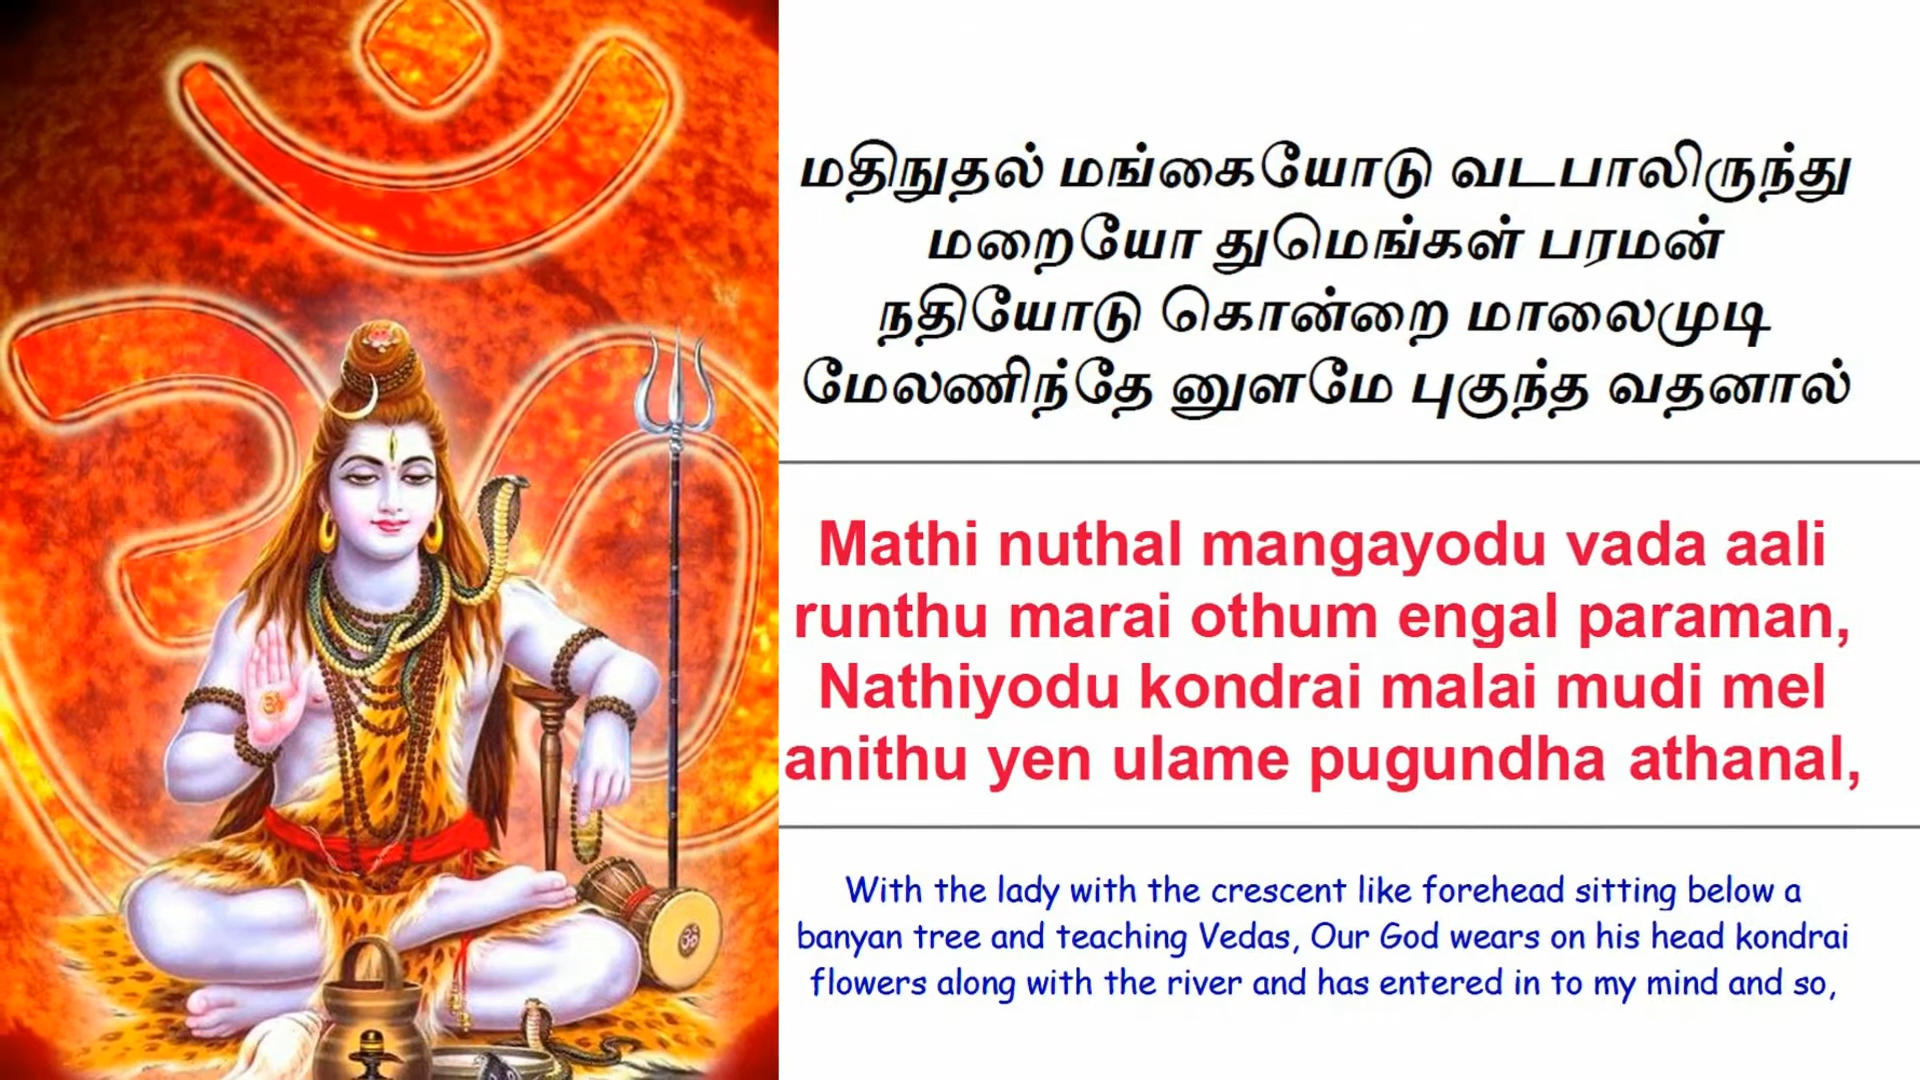 மதிநுதல் மங்கையோடு வடபாலிருந்து
மறையோ துமெங்கள் பரமன்
நதியோடு கொன்றை மாலைமுடி
மேலணிந்தே னுளமே புகுந்த வதனால்
Mathi nuthal mangayodu vada aali
runthu marai othum engal paraman,
Nathiyodu kondrai malai mudi mel
anithu yen ulame pugundha athanal,
With the lady with the crescent like forehead sitting below a
banyan tree and teaching Vedas, Our God wears on his head kondrai
flowers along with the river and has entered in to my mind and so,